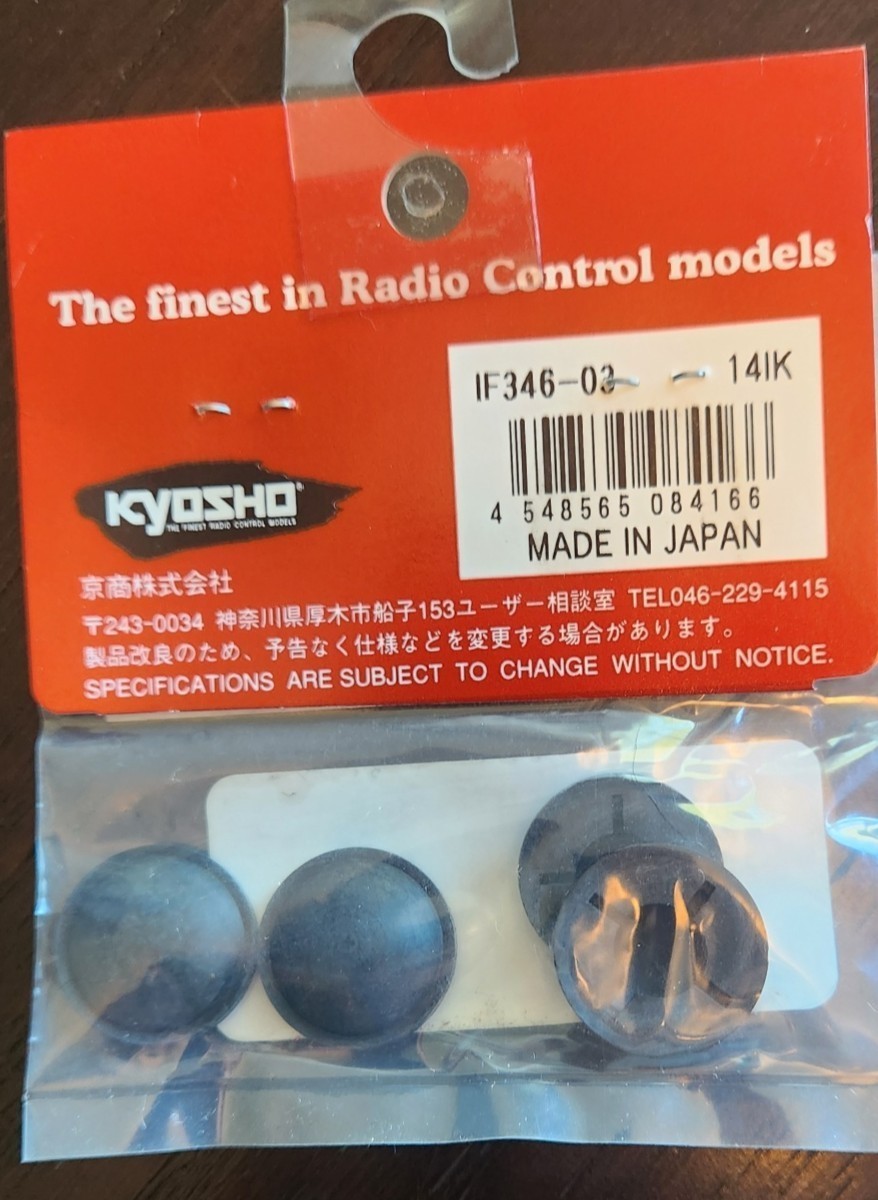 The finest in Radio Control models
IF346-03 14IK
4 548565 084166
MADE IN JAPAN
KYOSHO®
THE FINEST RADIO CONTROL MODELS
京商株式会社
〒243-0034 神奈川県厚木市船子153ユーザー相談室 TEL046-229-4115
製品改良のため、予告なく仕様などを変更する場合があります。
SPECIFICATIONS ARE SUBJECT TO CHANGE WITHOUT NOTICE.